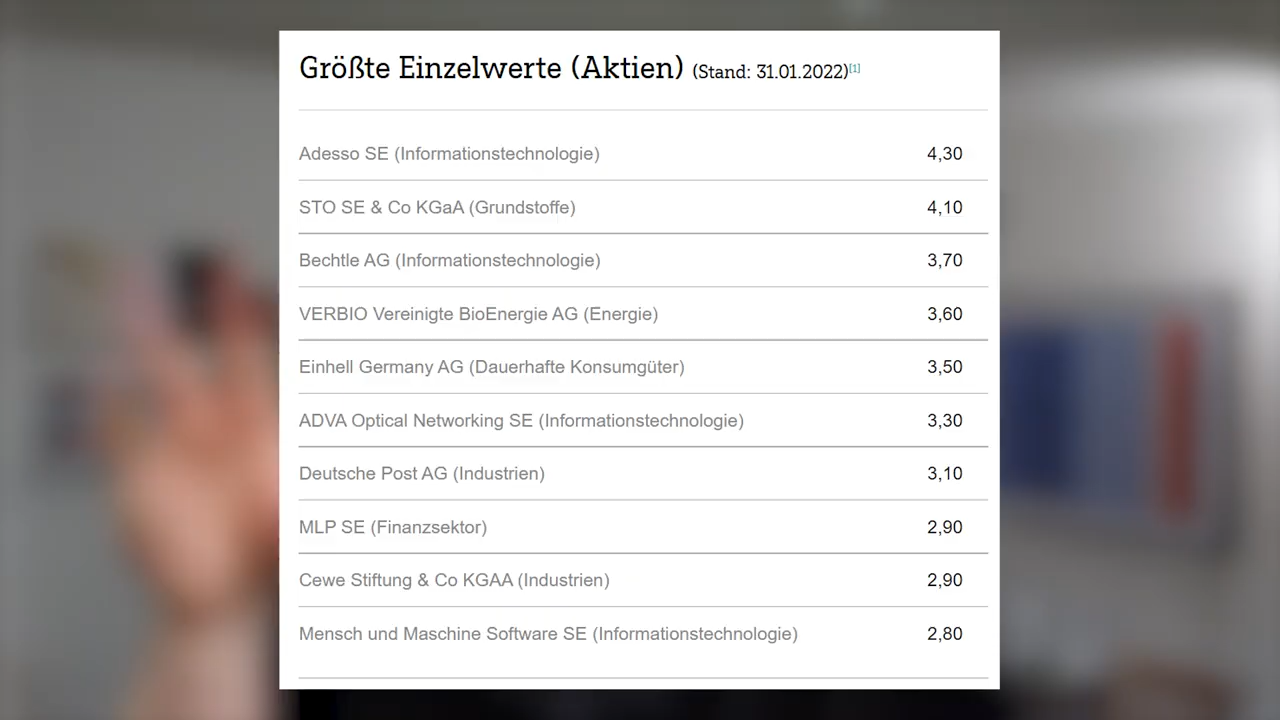 Größte Einzelwerte (Aktien) (Stand: 31.01.2022)[1]
Adesso SE (Informationstechnologie) 4,30
STO SE & Co KGaA (Grundstoffe) 4,10
Bechtle AG (Informationstechnologie) 3,70
VERBIO Vereinigte BioEnergie AG (Energie) 3,60
Einhell Germany AG (Dauerhafte Konsumgüter) 3,50
ADVA Optical Networking SE (Informationstechnologie) 3,30
Deutsche Post AG (Industrien) 3,10
MLP SE (Finanzsektor) 2,90
Cewe Stiftung & Co KGAA (Industrien) 2,90
Mensch und Maschine Software SE (Informationstechnologie) 2,80